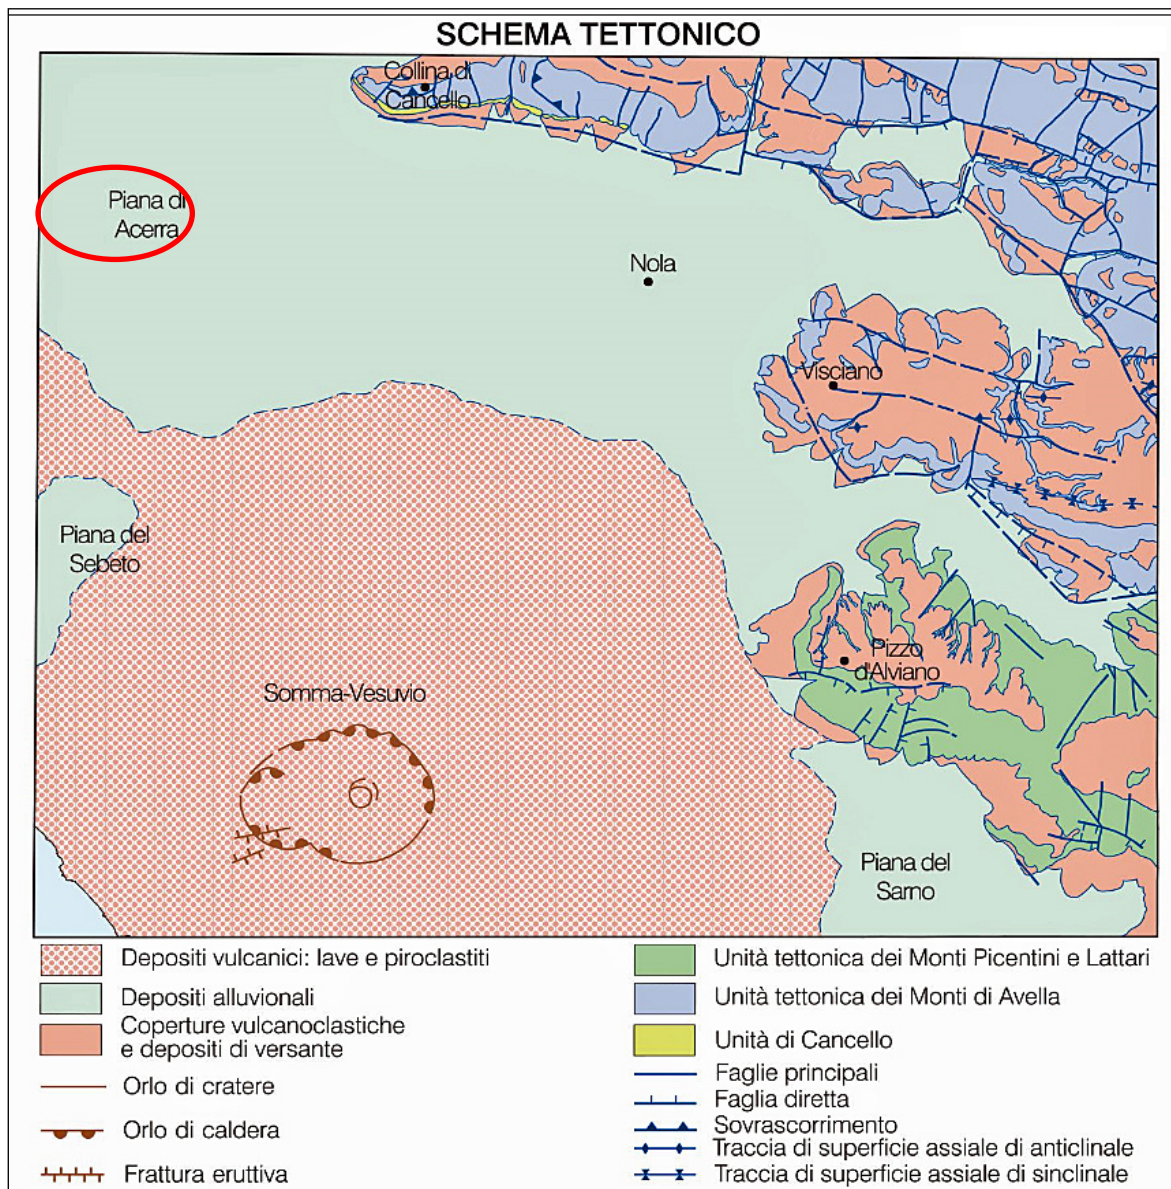 SCHEMA TETTONICO
Collina di
Cancello
Piana di
Acerra
Nola
Visciano
Piana del
Sebeto
Pizzo
d'Alviano
Somma-Vesuvio
Piana del
Sarno
Depositi vulcanici: lave e piroclastiti
Depositi alluvionali
Coperture vulcanoclastiche
e depositi di versante
Orlo di cratere
Orlo di caldera
Frattura eruttiva
Unità tettonica dei Monti Picentini e Lattari
Unità tettonica dei Monti di Avella
Unità di Cancello
Faglie principali
Faglia diretta
Sovrascorrimento
Traccia di superficie assiale di anticlinale
Traccia di superficie assiale di sinclinale